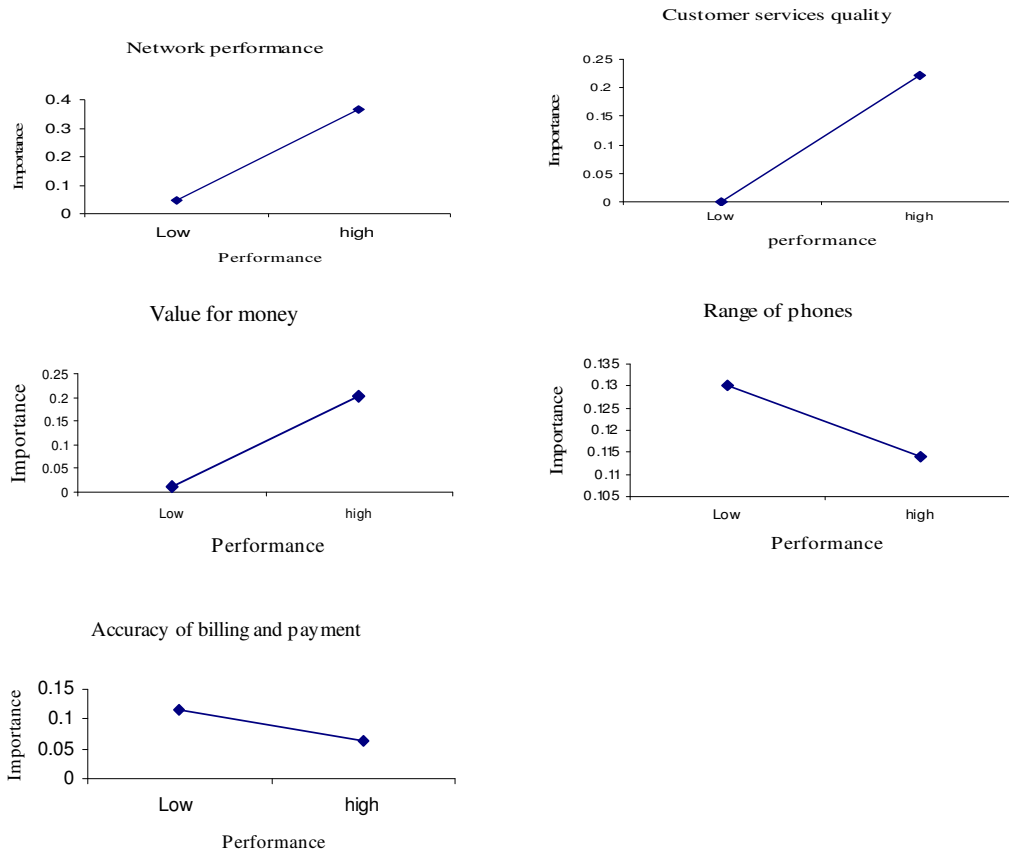 Network performance
Importance
0.4
0.3
0.2
0.1
0
Low high
Performance
Customer services quality
Importance
0.25
0.2
0.15
0.1
0.05
0
Low high
performance
Value for money
Importance
0.25
0.2
0.15
0.1
0.05
0
Low high
Performance
Range of phones
Importance
0.135
0.13
0.125
0.12
0.115
0.11
0.105
Low high
Performance
Accuracy of billing and payment
Importance
0.15
0.1
0.05
0
Low high
Performance